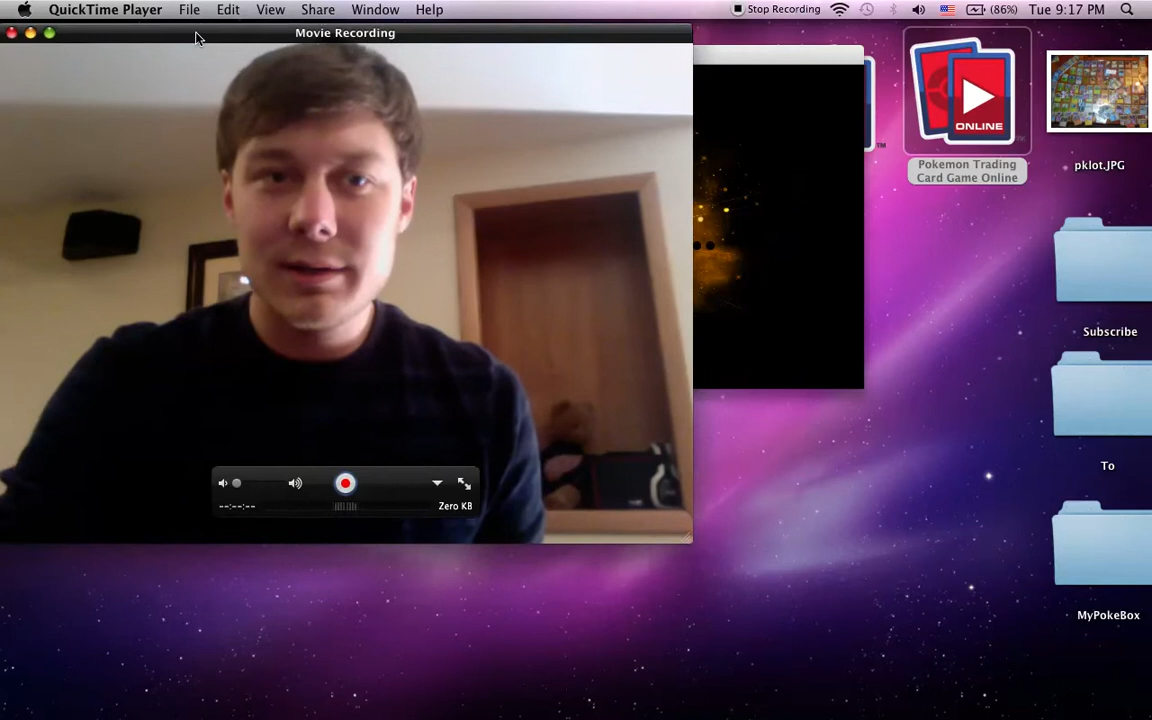 QuickTime Player File Edit View Share Window Help Stop Recording (86%) Tue 9:17 PM
Movie Recording
ONLINE
TM
Pokemon Trading
Card Game Online
pklot.JPG
Subscribe
To
MyPokeBox
--:--:--
Zero KB